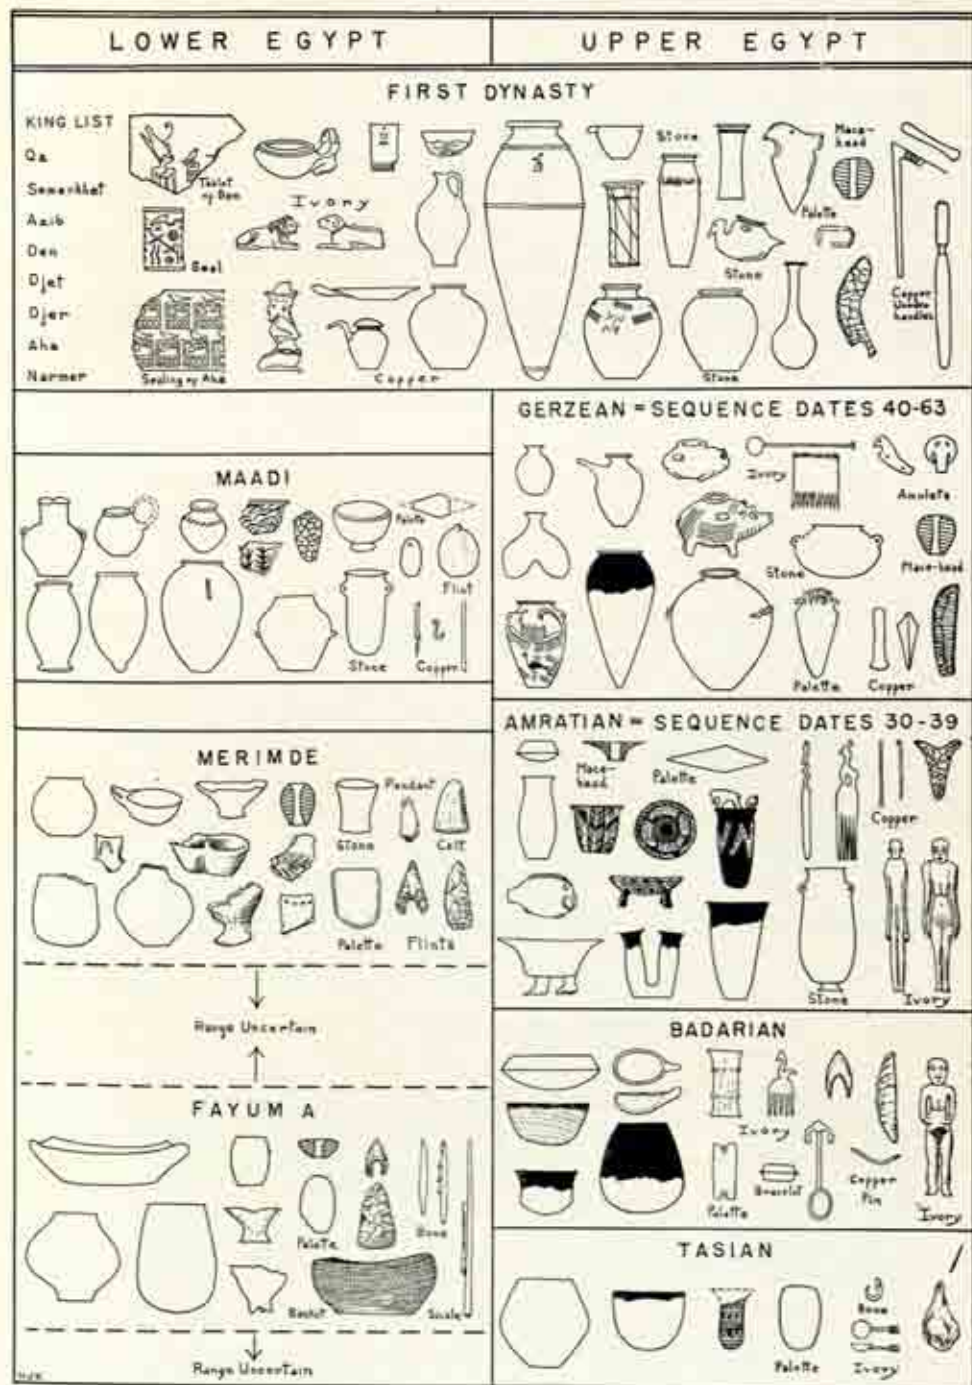 LOWER EGYPT
UPPER EGYPT
FIRST DYNASTY
KING LIST
Qa
Semerkhat
Azib
Den
Djet
Djer
Aha
Narmer
Tablet of Den
Ivory
Seal
Sealing of Aha
Copper
Stone
Mace-head
Palette
Stone
Copper
Wooden handles
Stone
MAADI
Palette
Flint
Stone
Copper
GERZEAN = SEQUENCE DATES 40-63
Ivory
Amulets
Stone
Mace-head
Palette
Copper
MERIMDE
Pendant
Stone
Celt
Palette
Flints
Range Uncertain
AMRATIAN = SEQUENCE DATES 30-39
Mace-head
Palette
Copper
Stone
Ivory
BADARIAN
Ivory
Palette
Bracelet
Copper Pin
Ivory
FAYUM A
Palette
Bone
Basket
Range Uncertain
TASIAN
Bone
Palette
Ivory